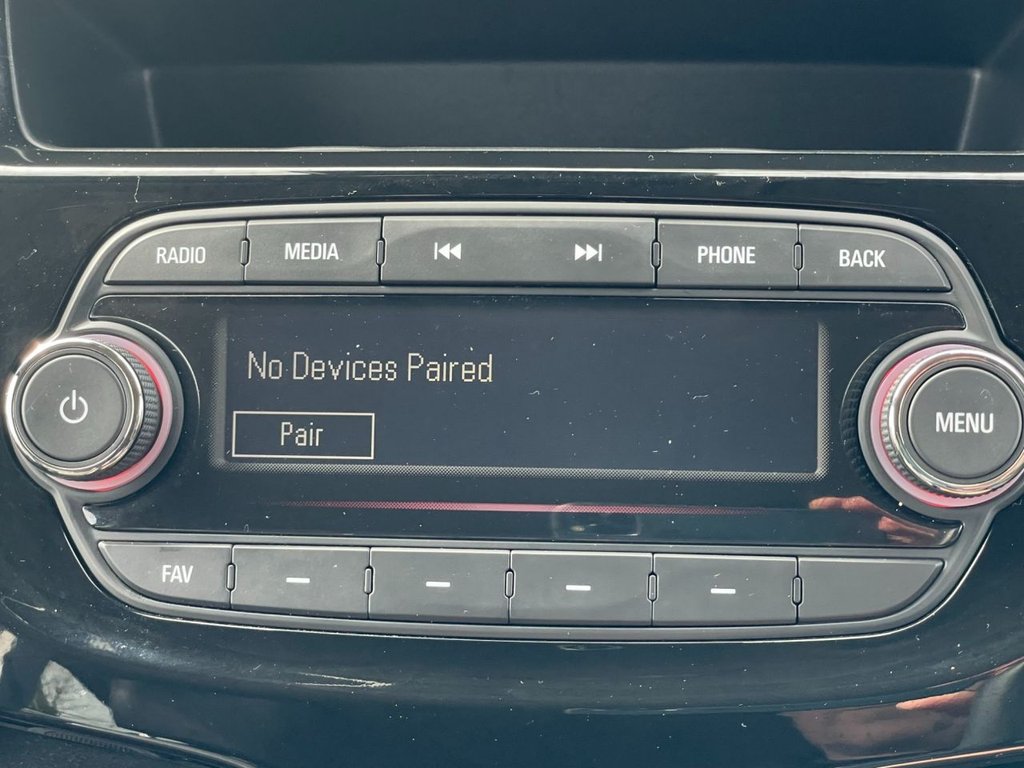 RADIO MEDIA PHONE BACK
No Devices Paired
Pair
MENU
FAV